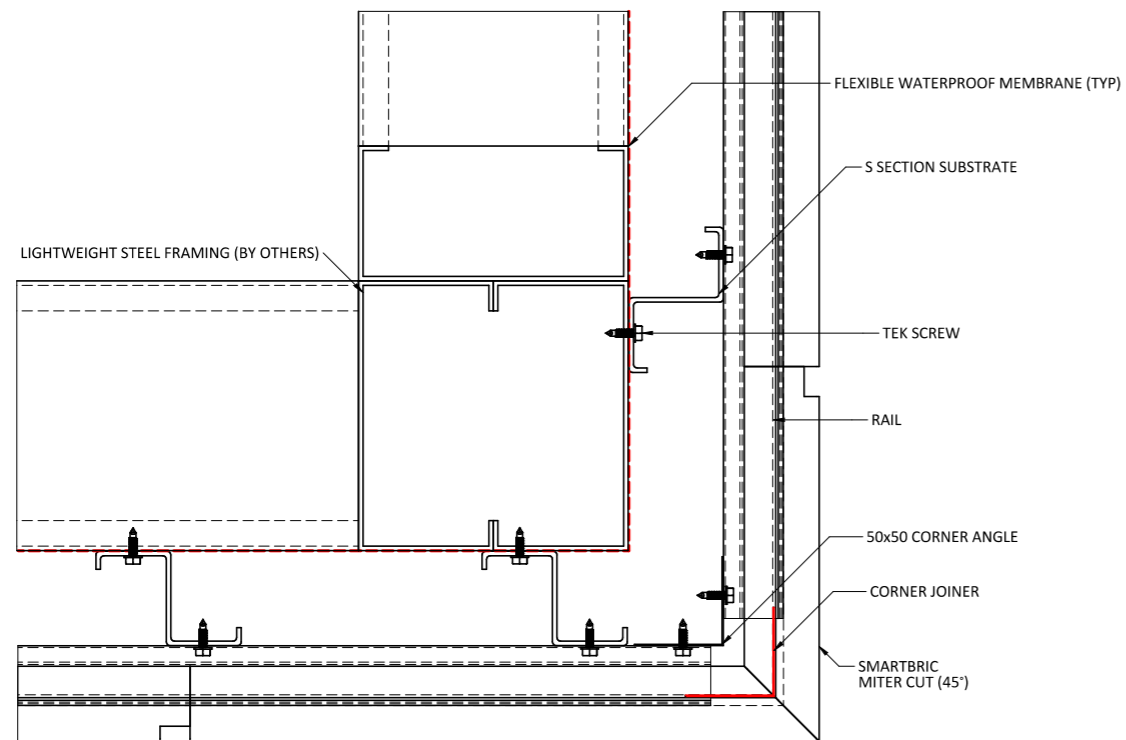 FLEXIBLE WATERPROOF MEMBRANE (TYP)
S SECTION SUBSTRATE
LIGHTWEIGHT STEEL FRAMING (BY OTHERS)
TEK SCREW
RAIL
50x50 CORNER ANGLE
CORNER JOINER
SMARTBRIC
MITER CUT (45°)